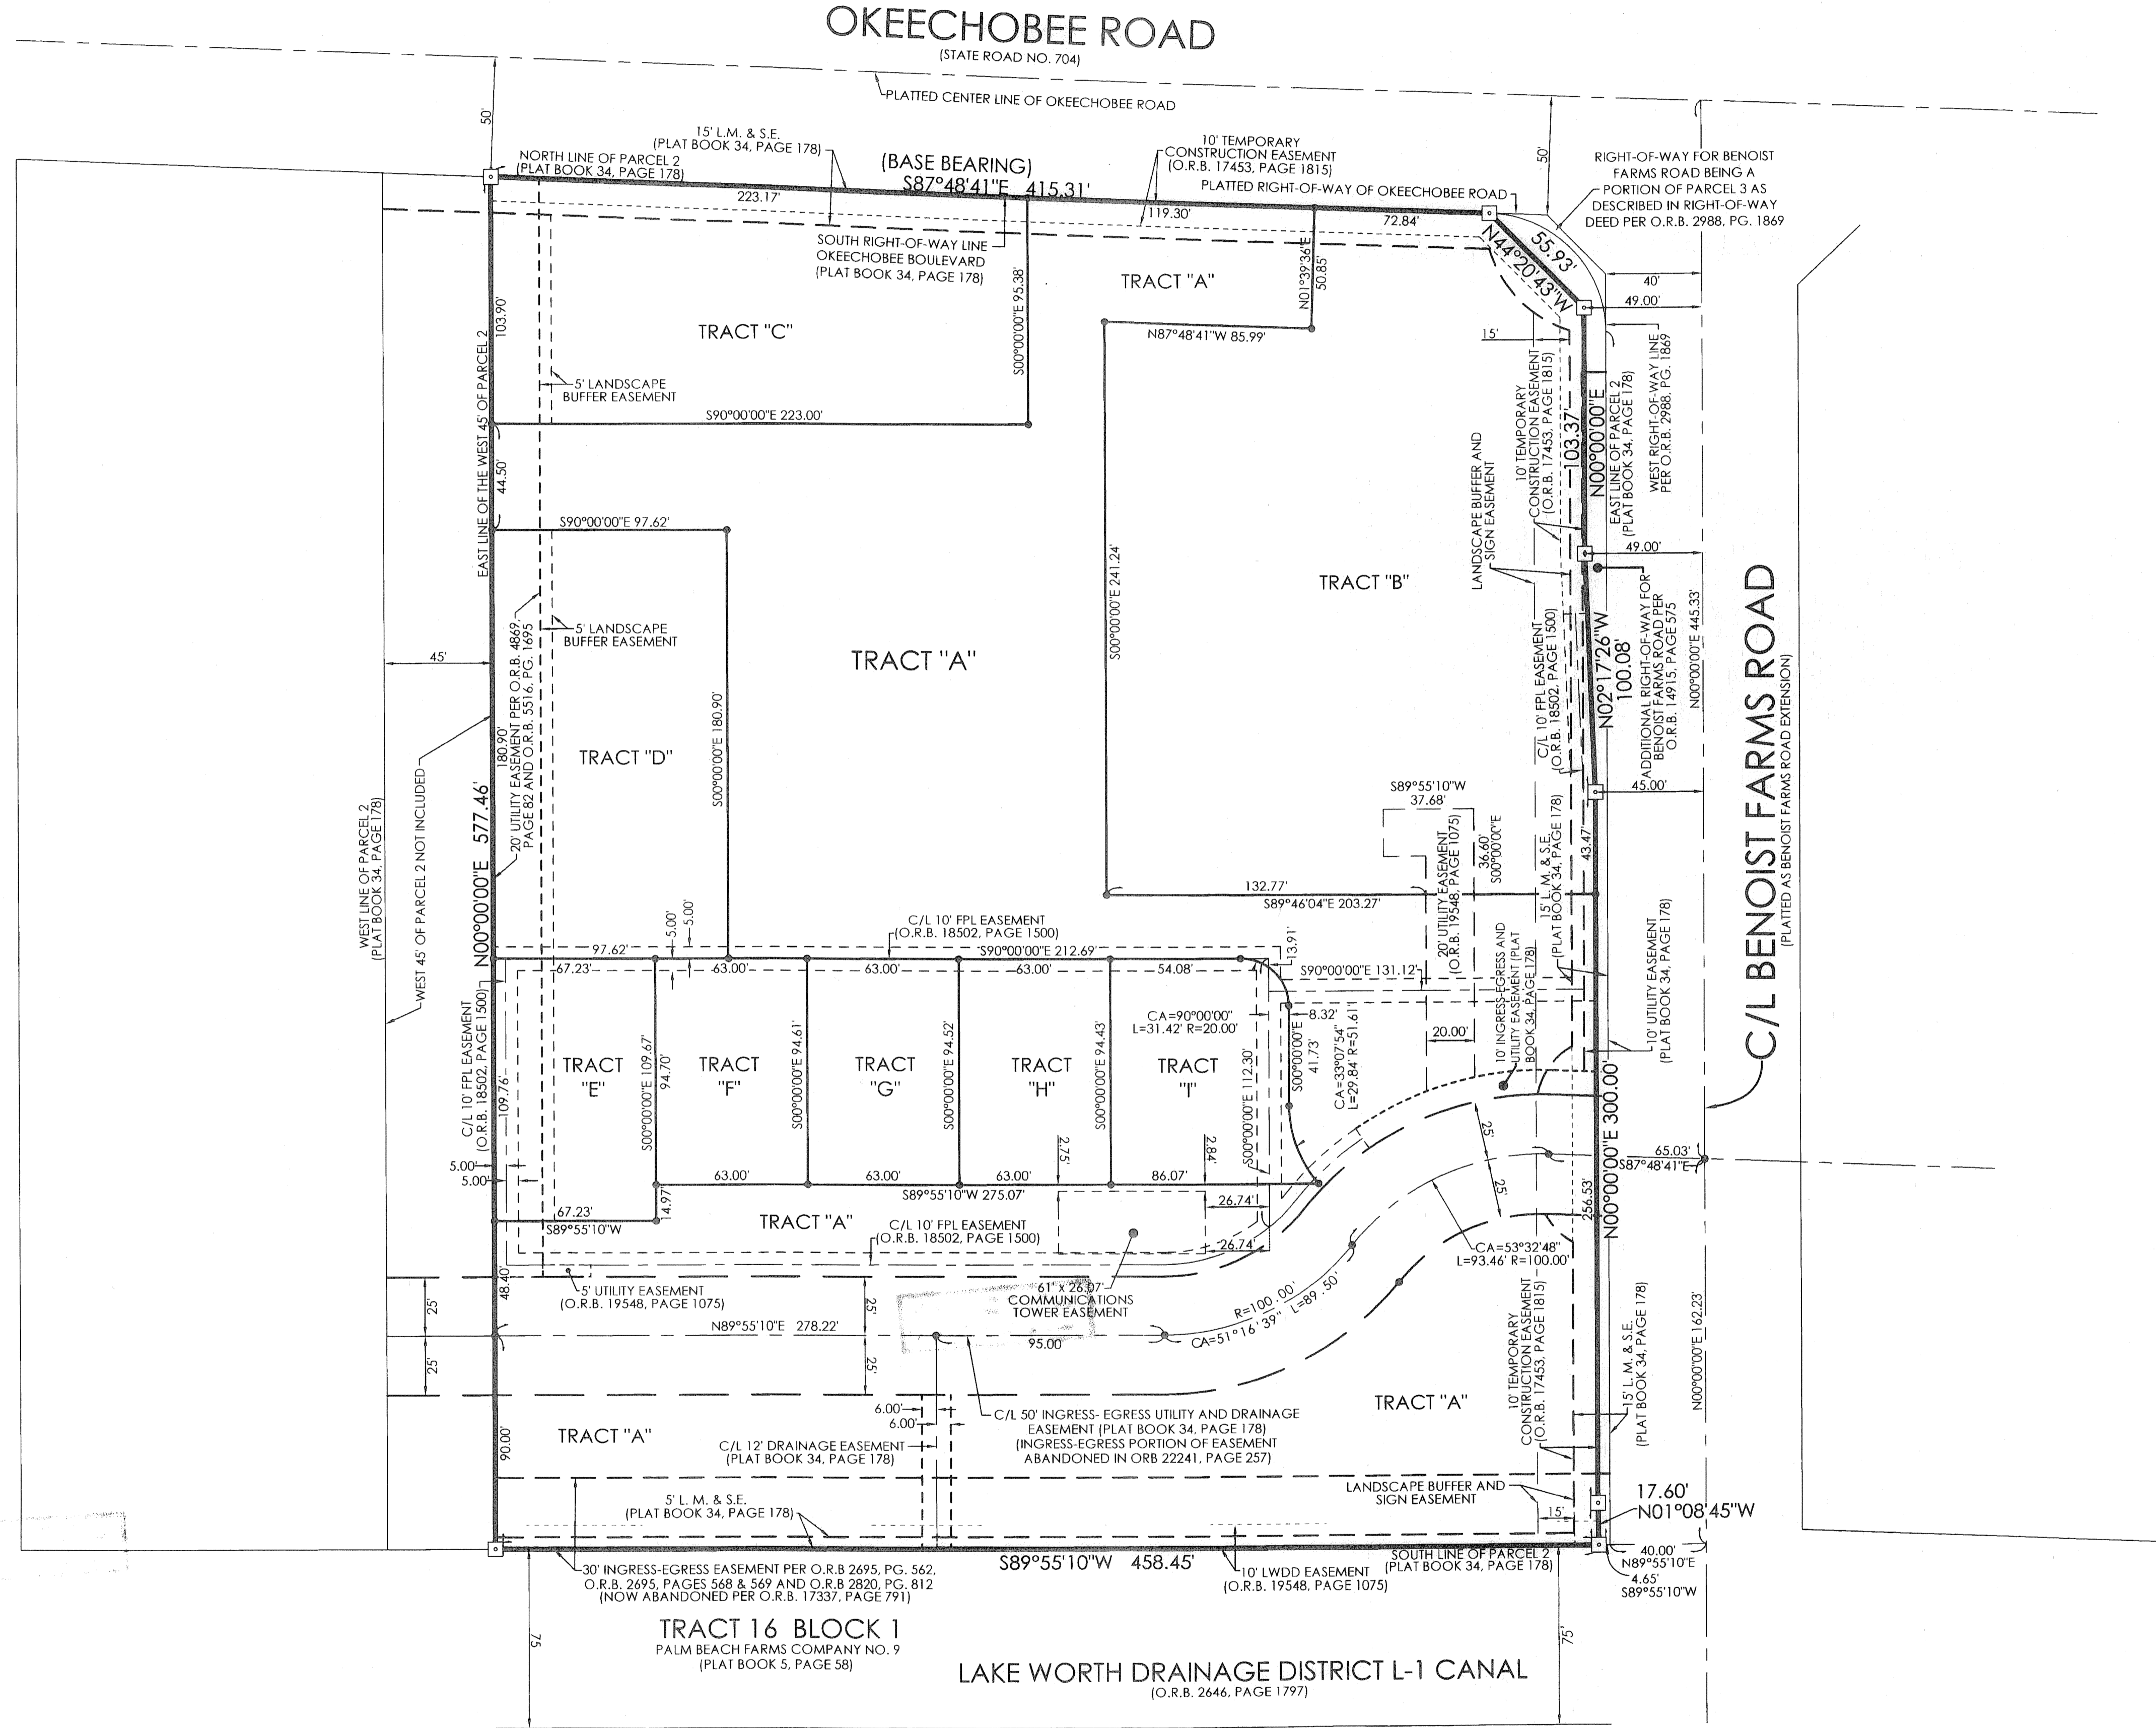 OKEECHOBEE ROAD
(STATE ROAD NO. 704)
PLATTED CENTER LINE OF OKEECHOBEE ROAD
50'
50'
15' L.M. & S.E.
(PLAT BOOK 34, PAGE 178)
NORTH LINE OF PARCEL 2
(PLAT BOOK 34, PAGE 178)
(BASE BEARING)
S87°48'41"E 415.31'
10' TEMPORARY
CONSTRUCTION EASEMENT
(O.R.B. 17453, PAGE 1815)
PLATTED RIGHT-OF-WAY OF OKEECHOBEE ROAD
RIGHT-OF-WAY FOR BENOIST
FARMS ROAD BEING A
PORTION OF PARCEL 3 AS
DESCRIBED IN RIGHT-OF-WAY
DEED PER O.R.B. 2988, PG. 1869
223.17'
119.30'
72.84'
SOUTH RIGHT-OF-WAY LINE
OKEECHOBEE BOULEVARD
(PLAT BOOK 34, PAGE 178)
55.93'
N44°20'43"W
40'
49.00'
15'
TRACT "C"
TRACT "A"
N01°39'36"E
50.85'
N87°48'41"W 85.99'
S00°00'00"E 95.38'
103.90'
EAST LINE OF THE WEST 45' OF PARCEL 2
5' LANDSCAPE
BUFFER EASEMENT
S90°00'00"E 223.00'
44.50'
S90°00'00"E 97.62'
10' TEMPORARY
CONSTRUCTION EASEMENT
(O.R.B. 17453, PAGE 1815)
103.37'
N00°00'00"E
EAST LINE OF PARCEL 2
(PLAT BOOK 34, PAGE 178)
WEST RIGHT-OF-WAY LINE
PER O.R.B. 2988, PG. 1869
LANDSCAPE BUFFER AND
SIGN EASEMENT
49.00'
TRACT "B"
S00°00'00"E 241.24'
5' LANDSCAPE
BUFFER EASEMENT
20' UTILITY EASEMENT PER O.R.B. 4869,
PAGE 82 AND O.R.B. 5516, PG. 1695
45'
TRACT "A"
TRACT "D"
180.90'
S00°00'00"E 180.90'
C/L 10' FPL EASEMENT
(O.R.B. 18502, PAGE 1500)
N02°17'26"W
100.08'
ADDITIONAL RIGHT-OF-WAY FOR
BENOIST FARMS ROAD PER
O.R.B. 14915, PAGE 575
N00°00'00"E 445.33'
C/L BENOIST FARMS ROAD
(PLATTED AS BENOIST FARMS ROAD EXTENSION)
WEST LINE OF PARCEL 2
(PLAT BOOK 34, PAGE 178)
WEST 45' OF PARCEL 2 NOT INCLUDED
N00°00'00"E 577.46'
S89°55'10"W
37.68'
45.00'
20' UTILITY EASEMENT
(O.R.B. 19548, PAGE 1075)
36.60'
S00°00'00"E
15' L. M. & S.E.
(PLAT BOOK 34, PAGE 178)
43.47'
132.77'
S89°46'04"E 203.27'
C/L 10' FPL EASEMENT
(O.R.B. 18502, PAGE 1500)
5.00'
5.00'
97.62'
S90°00'00"E 212.69'
67.23'
63.00'
63.00'
63.00'
54.08'
13.91'
S90°00'00"E 131.12'
C/L 10' FPL EASEMENT
(O.R.B. 18502, PAGE 1500)
109.76'
TRACT
"E"
S00°00'00"E 109.67'
94.70'
TRACT
"F"
S00°00'00"E 94.61'
TRACT
"G"
S00°00'00"E 94.52'
TRACT
"H"
S00°00'00"E 94.43'
TRACT
"I"
CA=90°00'00"
L=31.42' R=20.00'
S00°00'00"E 112.30'
8.32'
S00°00'00"E
41.73'
CA=33°07'54"
L=29.84' R=51.61'
20.00'
10' INGRESS-EGRESS AND
UTILITY EASEMENT (PLAT
BOOK 34, PAGE 178)
10' UTILITY EASEMENT
(PLAT BOOK 34, PAGE 178)
N00°00'00"E 300.00'
5.00'
5.00'
2.75'
2.84'
63.00'
63.00'
63.00'
86.07'
S89°55'10"W 275.07'
14.97'
67.23'
S89°55'10"W
TRACT "A"
C/L 10' FPL EASEMENT
(O.R.B. 18502, PAGE 1500)
26.74'
26.74'
25'
25'
65.03'
S87°48'41"E
256.53'
CA=53°32'48"
L=93.46' R=100.00'
48.40'
5' UTILITY EASEMENT
(O.R.B. 19548, PAGE 1075)
61' X 26.07'
COMMUNICATIONS
TOWER EASEMENT
25'
25'
25'
25'
N89°55'10"E 278.22'
95.00'
R=100.00'
CA=51°16'39" L=89.50'
10' TEMPORARY
CONSTRUCTION EASEMENT
(O.R.B. 17453, PAGE 1815)
15' L. M. & S.E.
(PLAT BOOK 34, PAGE 178)
N00°00'00"E 162.23'
TRACT "A"
TRACT "A"
90.00'
6.00'
6.00'
C/L 12' DRAINAGE EASEMENT
(PLAT BOOK 34, PAGE 178)
C/L 50' INGRESS- EGRESS UTILITY AND DRAINAGE
EASEMENT (PLAT BOOK 34, PAGE 178)
(INGRESS-EGRESS PORTION OF EASEMENT
ABANDONED IN ORB 22241, PAGE 257)
5' L. M. & S.E.
(PLAT BOOK 34, PAGE 178)
LANDSCAPE BUFFER AND
SIGN EASEMENT
15'
17.60'
N01°08'45"W
30' INGRESS-EGRESS EASEMENT PER O.R.B 2695, PG. 562,
O.R.B. 2695, PAGES 568 & 569 AND O.R.B 2820, PG. 812
(NOW ABANDONED PER O.R.B. 17337, PAGE 791)
S89°55'10"W 458.45'
10' LWDD EASEMENT
(O.R.B. 19548, PAGE 1075)
SOUTH LINE OF PARCEL 2
(PLAT BOOK 34, PAGE 178)
40.00'
N89°55'10"E
4.65'
S89°55'10"W
75
75'
TRACT 16 BLOCK 1
PALM BEACH FARMS COMPANY NO. 9
(PLAT BOOK 5, PAGE 58)
LAKE WORTH DRAINAGE DISTRICT L-1 CANAL
(O.R.B. 2646, PAGE 1797)